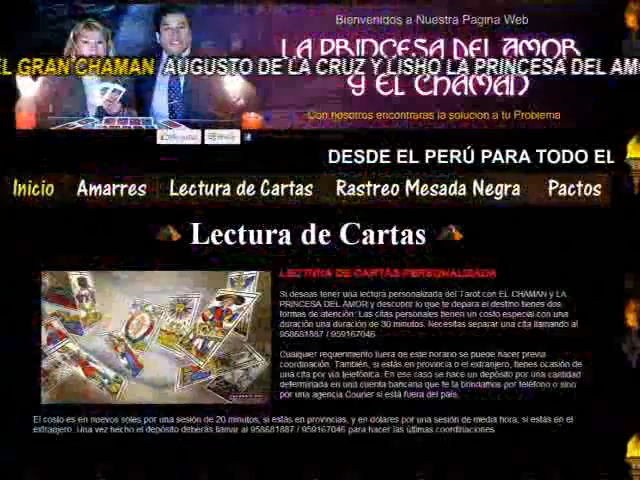 Bienvenidos a Nuestra Pagina Web
LA PRINCESA DEL AMOR
Y EL CHAMAN
EL GRAN CHAMAN AUGUSTO DE LA CRUZ Y LISHO LA PRINCESA DEL AMO
Con nosotros encontraras la solucion a tu Problema
DESDE EL PERÚ PARA TODO EL
Inicio Amarres Lectura de Cartas Rastreo Mesada Negra Pactos
Lectura de Cartas
LECTURA DE CARTAS PERSONALIZADA
Si deseas tener una lectura personalizada del Tarot con EL CHAMAN y LA
PRINCESA DEL AMOR y descubrir lo que te depara el destino tienes dos
formas de atención: Las citas personales tienen un costo especial con una
duración una duración de 30 minutos. Necesitas separar una cita llamando al
958681887 / 959167046
Cualquier requerimiento fuera de este horario se puede hacer previa
coordinación. También, si estás en provincia o el extranjero, tienes ocasión de
una cita por vía telefónica. En ese caso se hace un depósito por una cantidad
determinada en una cuenta bancaria que te la brindamos por teléfono o sino
por una agencia Courier si está fuera del país.
El costo es en nuevos soles por una sesión de 20 minutos, si estás en provincias, y en dólares por una sesión de media hora, si estás en el
extranjero. Una vez hecho el depósito deberás llamar al 958681887 / 959167046 para hacer las últimas coordinaciones.